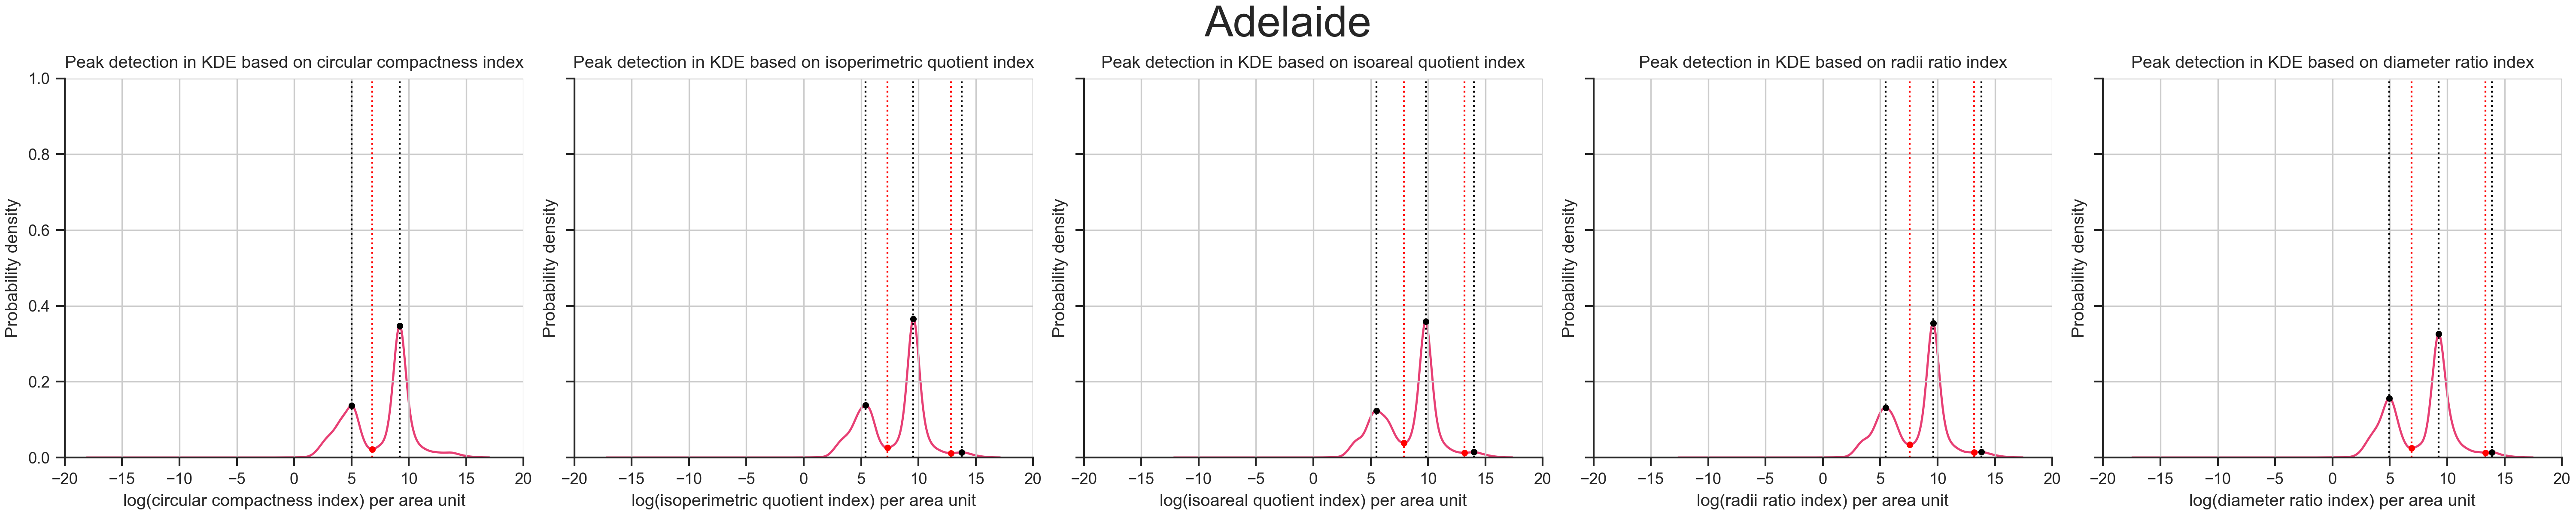 Adelaide
Peak detection in KDE based on circular compactness index
Peak detection in KDE based on isoperimetric quotient index
Peak detection in KDE based on isoareal quotient index
Peak detection in KDE based on radii ratio index
Peak detection in KDE based on diameter ratio index
1.0
0.8
0.6
0.4
0.2
0.0
Probability density
Probability density
Probability density
Probability density
Probability density
−20 −15 −10 −5 0 5 10 15 20
−20 −15 −10 −5 0 5 10 15 20
−20 −15 −10 −5 0 5 10 15 20
−20 −15 −10 −5 0 5 10 15 20
−20 −15 −10 −5 0 5 10 15 20
log(circular compactness index) per area unit
log(isoperimetric quotient index) per area unit
log(isoareal quotient index) per area unit
log(radii ratio index) per area unit
log(diameter ratio index) per area unit